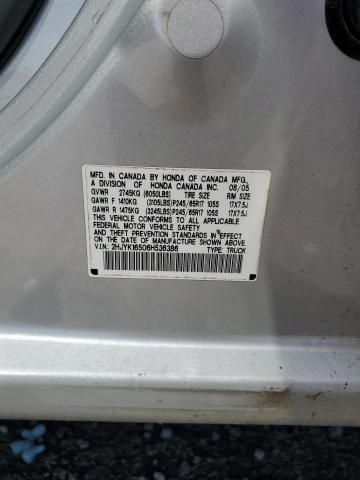 MFD. IN CANADA BY HONDA OF CANADA MFG.,
A DIVISION OF HONDA CANADA INC. 08/05
GVWR 2745KG (6050LBS) TIRE SIZE RIM SIZE
GAWR F 1410KG (3105LBS)P245/65R17 105S 17X7.5J
GAWR R 1475KG (3245LBS)P245/65R17 105S 17X7.5J
THIS VEHICLE CONFORMS TO ALL APPLICABLE
FEDERAL MOTOR VEHICLE SAFETY
AND THEFT PREVENTION STANDARDS IN EFFECT
ON THE DATE OF MANUFACTURE SHOWN ABOVE.
V.I.N.: 2HJYK16506H536386 TYPE: TRUCK